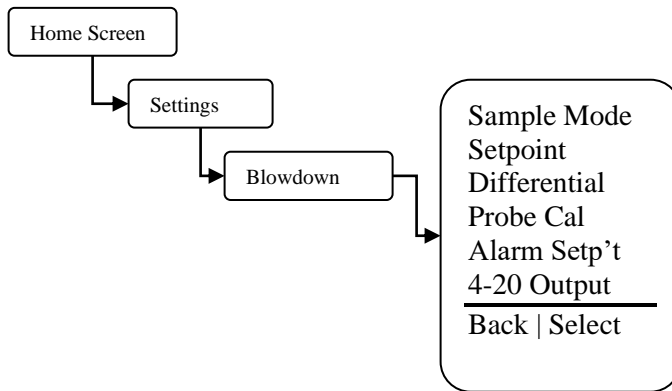 Home Screen
Settings
Blowdown
Sample Mode
Setpoint
Differential
Probe Cal
Alarm Setp’t
4-20 Output
Back | Select